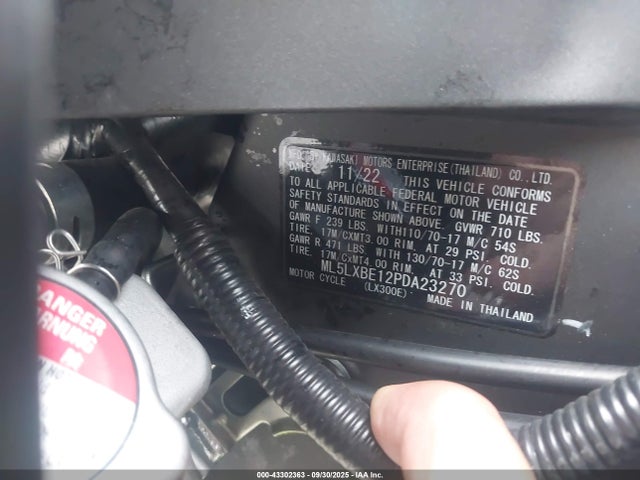 KAWASAKI MOTORS ENTERPRISE(THAILAND) CO.,LTD.
DATE 11/22 THIS VEHICLE CONFORMS
TO ALL APPLICABLE FEDERAL MOTOR VEHICLE
SAFETY STANDARDS IN EFFECT ON THE DATE
OF MANUFACTURE SHOWN ABOVE. GVWR 710 LBS.
GAWR F 239 LBS. WITH110/70-17 M/C 54S
TIRE, 17M/CXMT3.00 RIM, AT 29 PSI, COLD.
GAWR R 471 LBS WITH 130/70-17 M/C 62S
TIRE, 17M/CXMT4.00 RIM, AT 33 PSI. COLD.
ML5LXBE12PDA23270
MOTOR CYCLE (LX300E) MADE IN THAILAND
DANGER
WARNUNG
000-43302363 - 09/30/2025 - IAAI Buyer